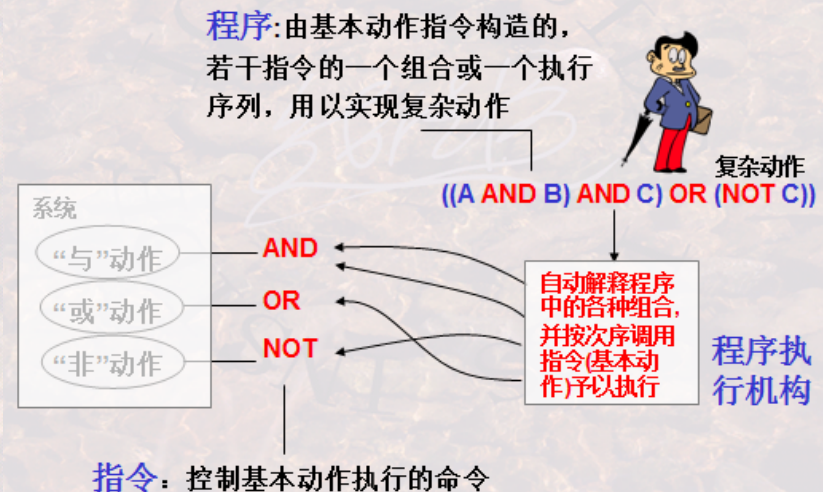 程序:由基本动作指令构造的，
若干指令的一个组合或一个执行
序列，用以实现复杂动作
复杂动作
((A AND B) AND C) OR (NOT C))
系统
“与”动作
AND
“或”动作
OR
“非”动作
NOT
自动解释程序
中的各种组合,
并按次序调用
指令(基本动
作)予以执行
程序执
行机构
指令：控制基本动作执行的命令